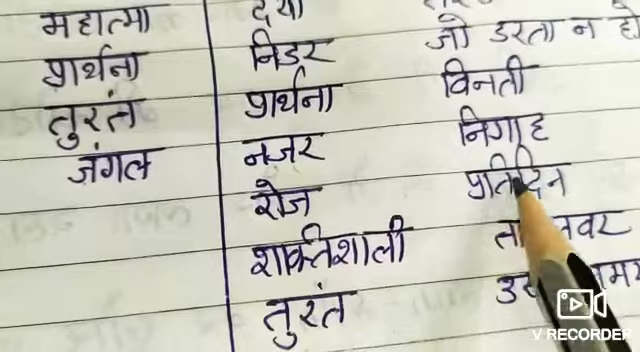 महात्मा
प्रार्थना
तुरंत
जंगल
दया
निडर जो डरता न हो
प्रार्थना विनती
नजर निगाह
रोज प्रतिदिन
शक्तिशाली
तुरंत
V RECORDER